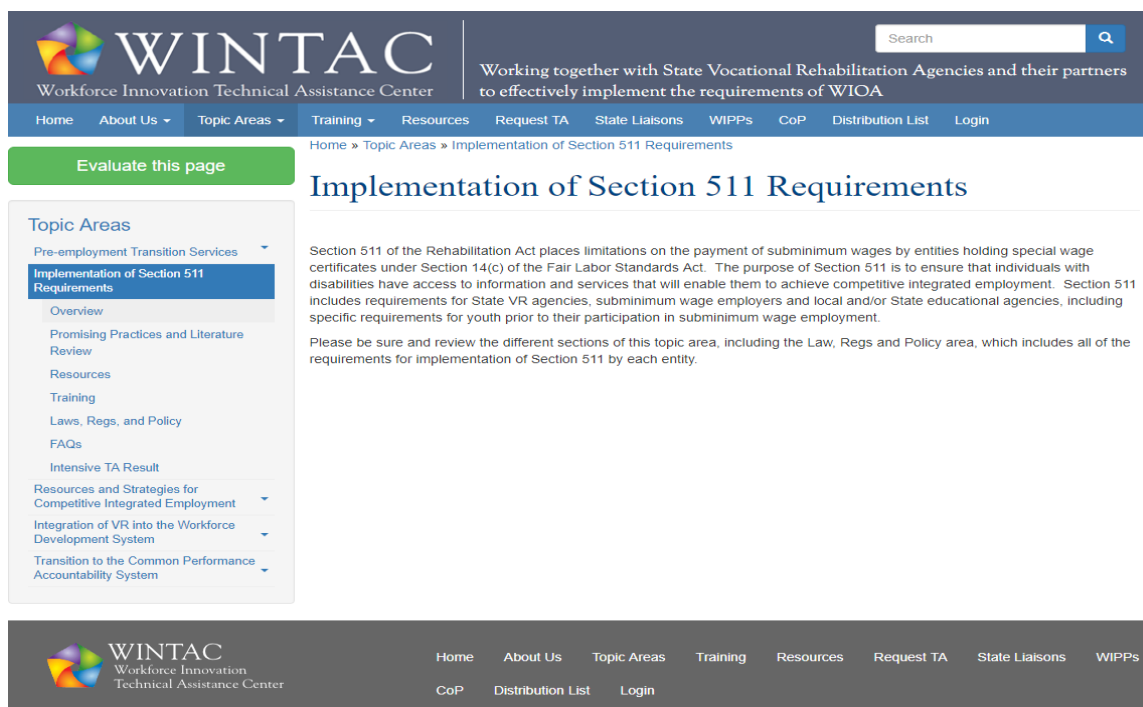 WINTAC
Workforce Innovation Technical Assistance Center
Search
Working together with State Vocational Rehabilitation Agencies and their partners
to effectively implement the requirements of WIOA
Home About Us Topic Areas Training Resources Request TA State Liaisons WIPPs CoP Distribution List Login
Evaluate this page
Home » Topic Areas » Implementation of Section 511 Requirements
Implementation of Section 511 Requirements
Topic Areas
Pre-employment Transition Services
Implementation of Section 511
Requirements
Overview
Promising Practices and Literature
Review
Resources
Training
Laws, Regs, and Policy
FAQs
Intensive TA Result
Resources and Strategies for
Competitive Integrated Employment
Integration of VR into the Workforce
Development System
Transition to the Common Performance
Accountability System
Section 511 of the Rehabilitation Act places limitations on the payment of subminimum wages by entities holding special wage
certificates under Section 14(c) of the Fair Labor Standards Act. The purpose of Section 511 is to ensure that individuals with
disabilities have access to information and services that will enable them to achieve competitive integrated employment. Section 511
includes requirements for State VR agencies, subminimum wage employers and local and/or State educational agencies, including
specific requirements for youth prior to their participation in subminimum wage employment.
Please be sure and review the different sections of this topic area, including the Law, Regs and Policy area, which includes all of the
requirements for implementation of Section 511 by each entity.
WINTAC
Workforce Innovation
Technical Assistance Center
Home About Us Topic Areas Training Resources Request TA State Liaisons WIPPs
CoP Distribution List Login